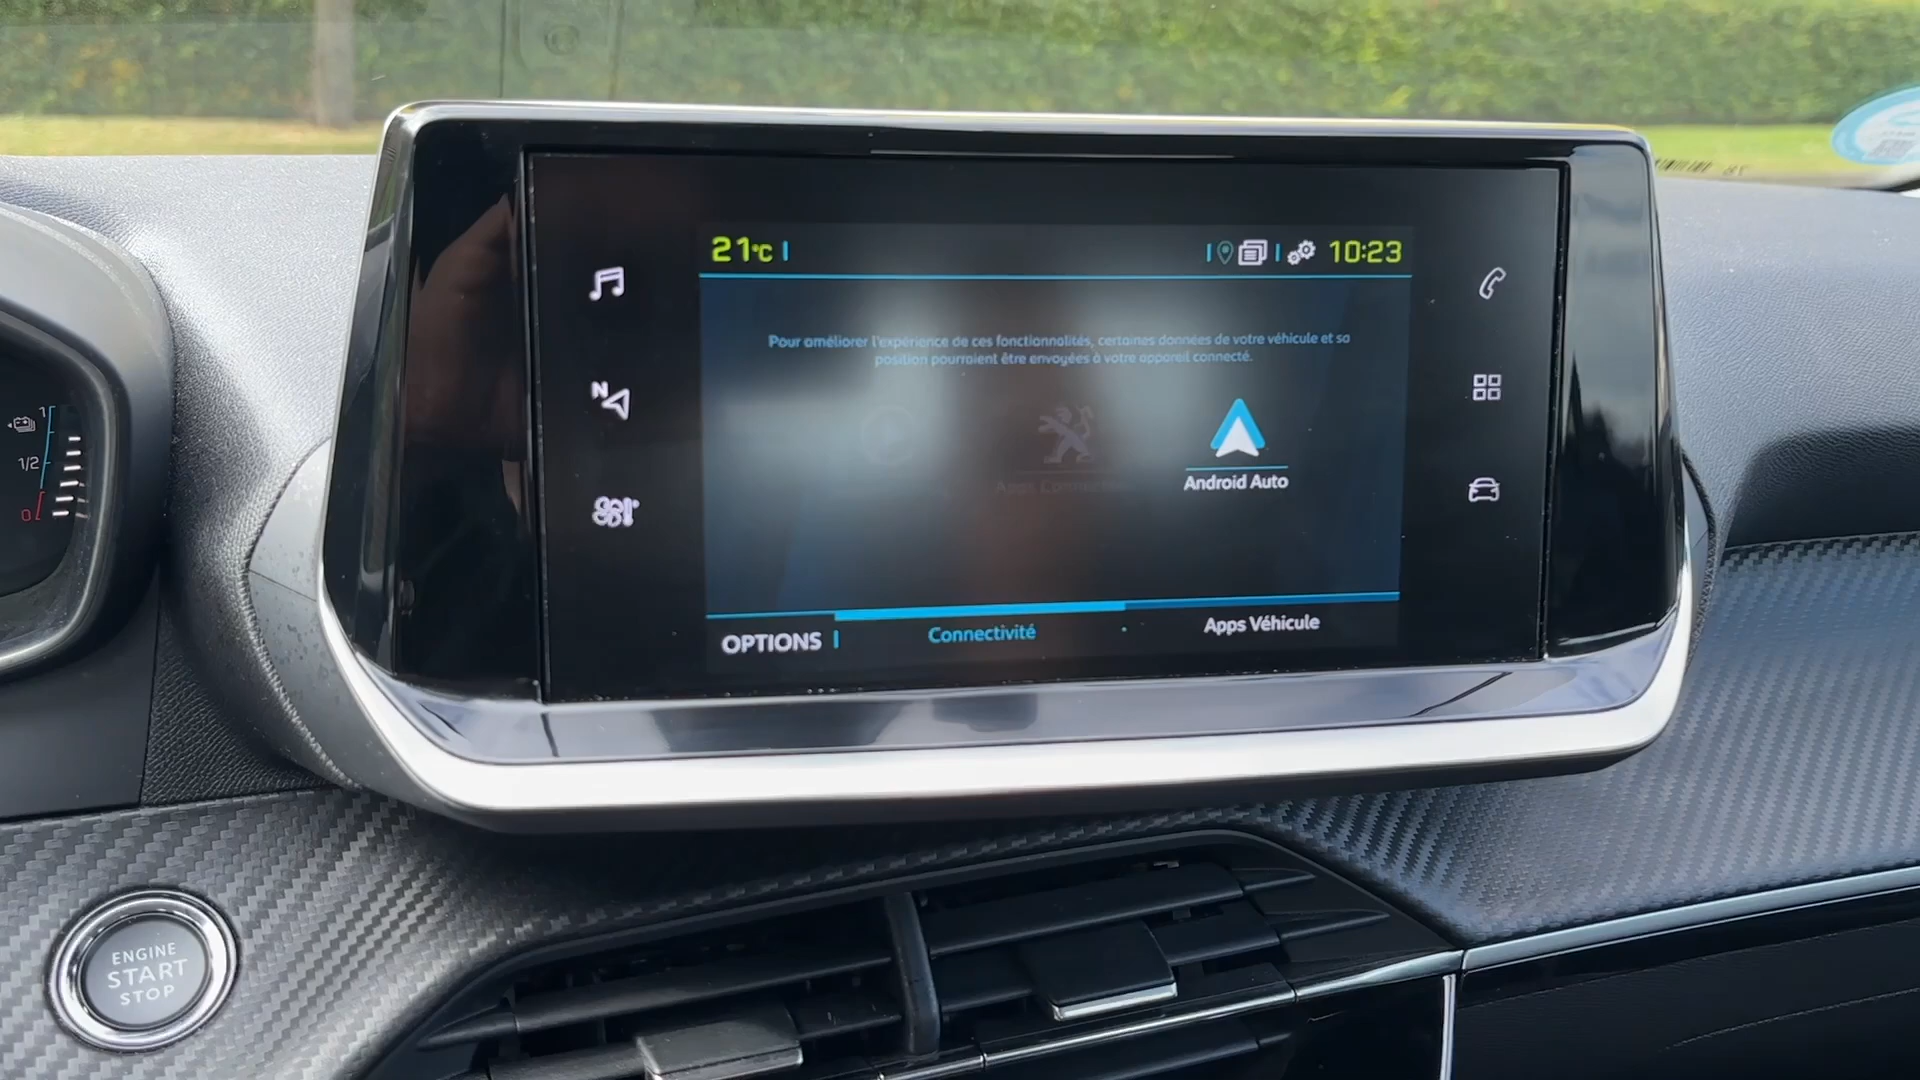 21°C
10:23
Pour améliorer l'expérience de ces fonctionnalités, certaines données de votre véhicule et sa
position pourraient être envoyées à votre appareil connecté.
N
Android Auto
OPTIONS
Connectivité
Apps Véhicule
1
1/2
0
ENGINE
START
STOP